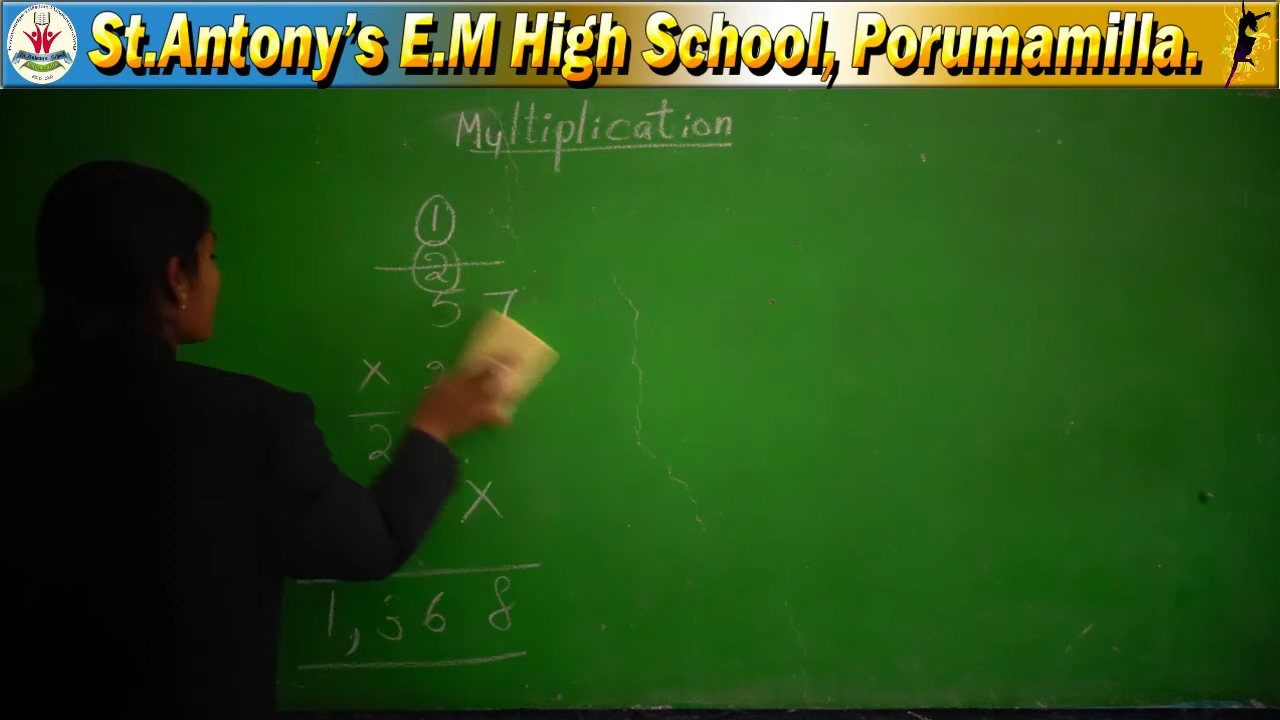 St.Antony's E.M High School, Porumamilla.
Multiplication
1
2
5 7
x 2
2
x
1,368